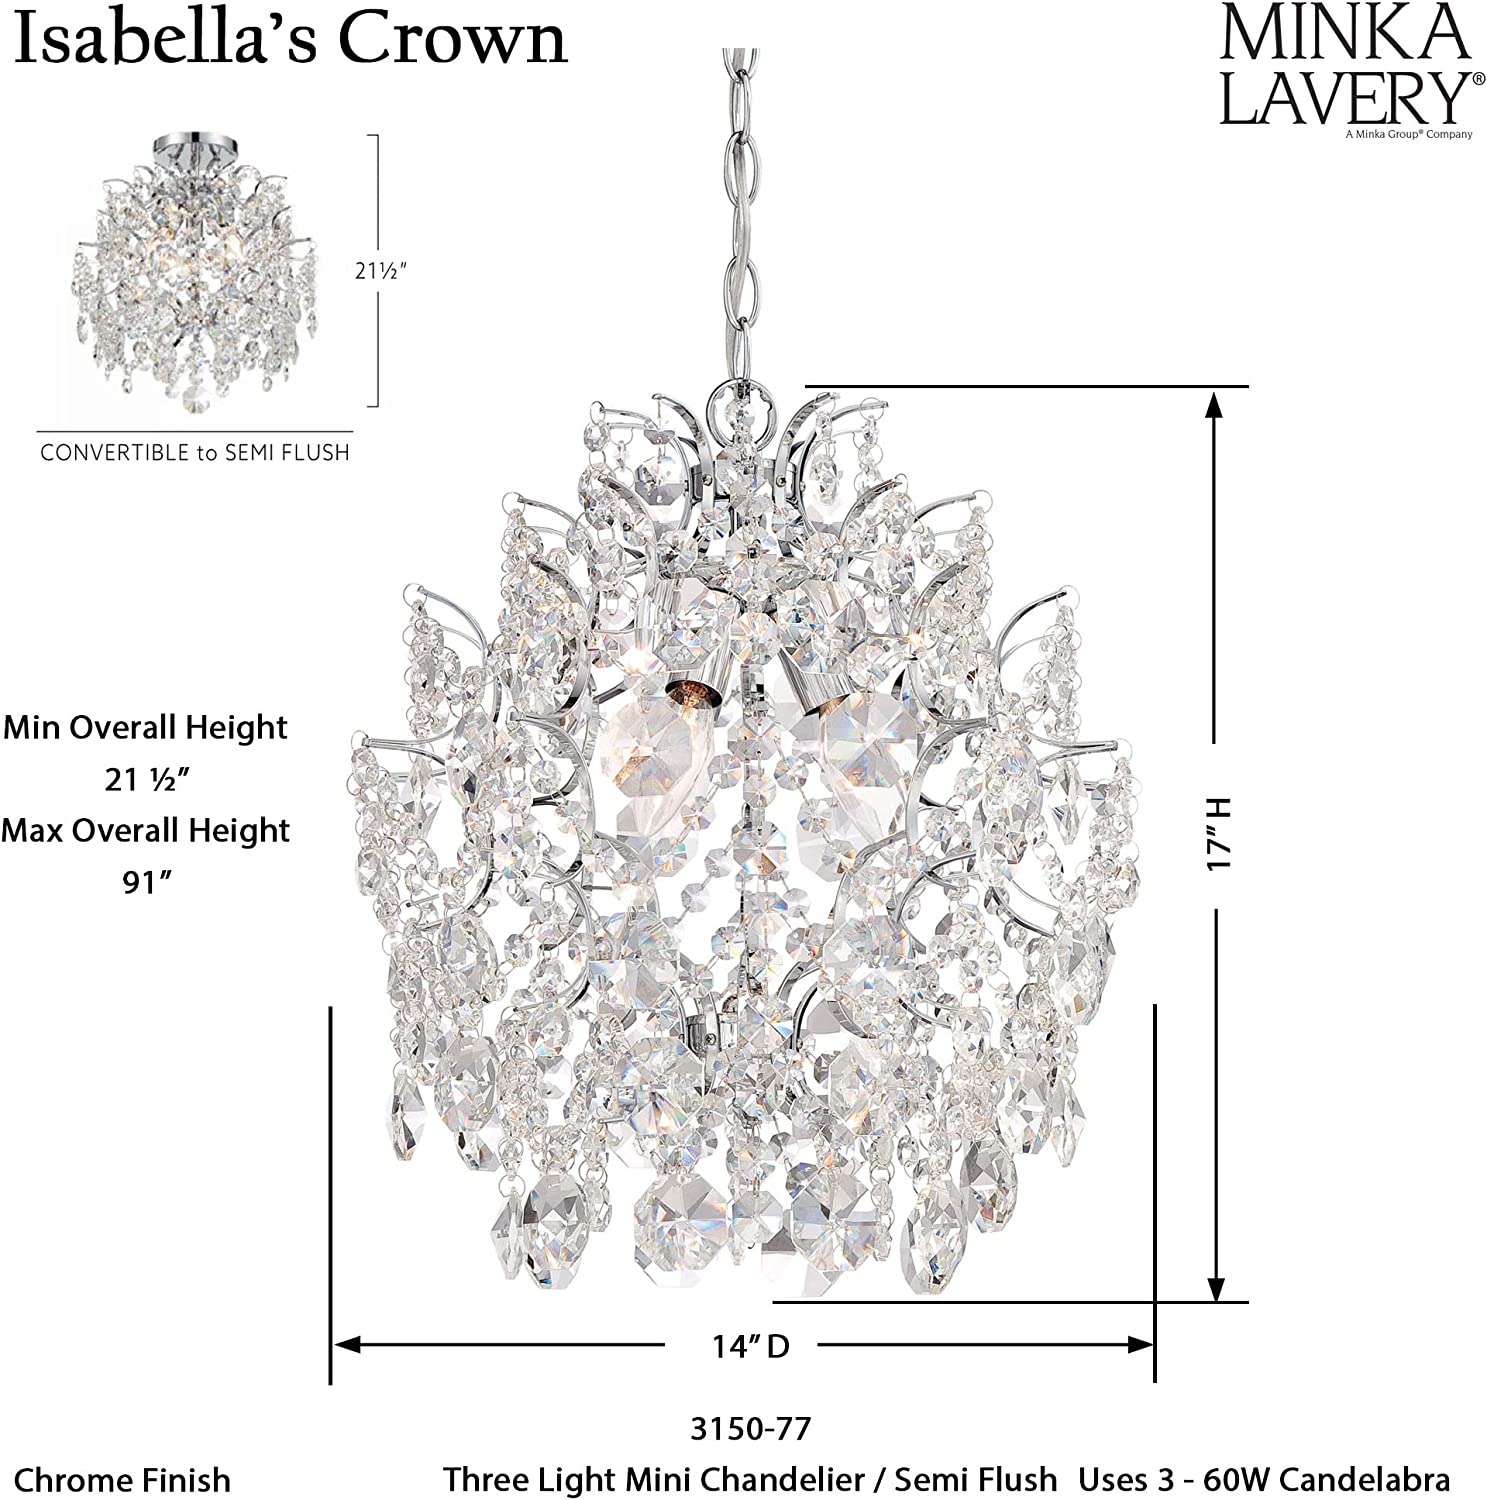 Isabella's Crown
MINKA
LAVERY®
A Minka Group® Company
21½"
CONVERTIBLE to SEMI FLUSH
Min Overall Height
21 ½"
Max Overall Height
91"
17" H
14" D
3150-77
Chrome Finish
Three Light Mini Chandelier / Semi Flush Uses 3 - 60W Candelabra